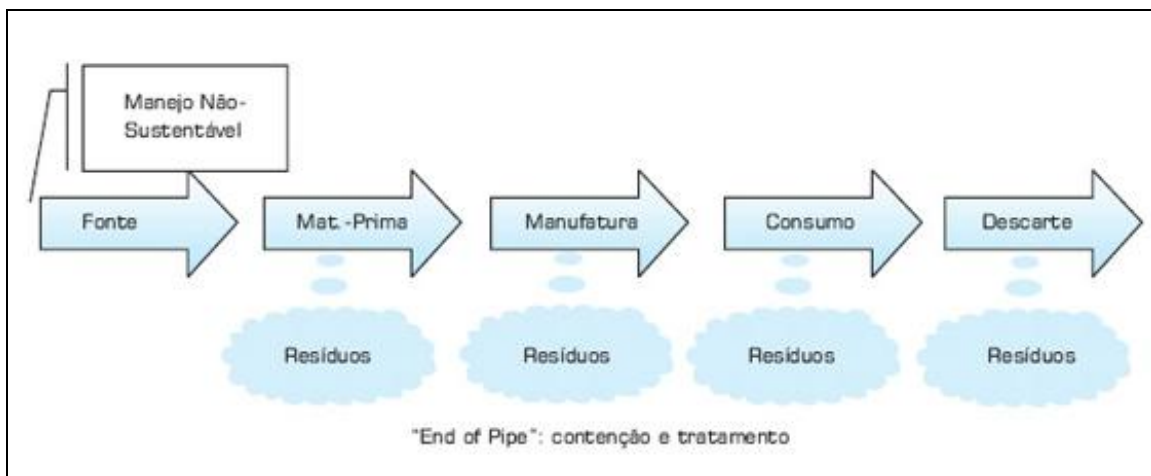 Manejo Não-
Sustentável
Fonte
Mat.-Prima
Manufatura
Consumo
Descarte
Resíduos
Resíduos
Resíduos
Resíduos
"End of Pipe": contenção e tratamento